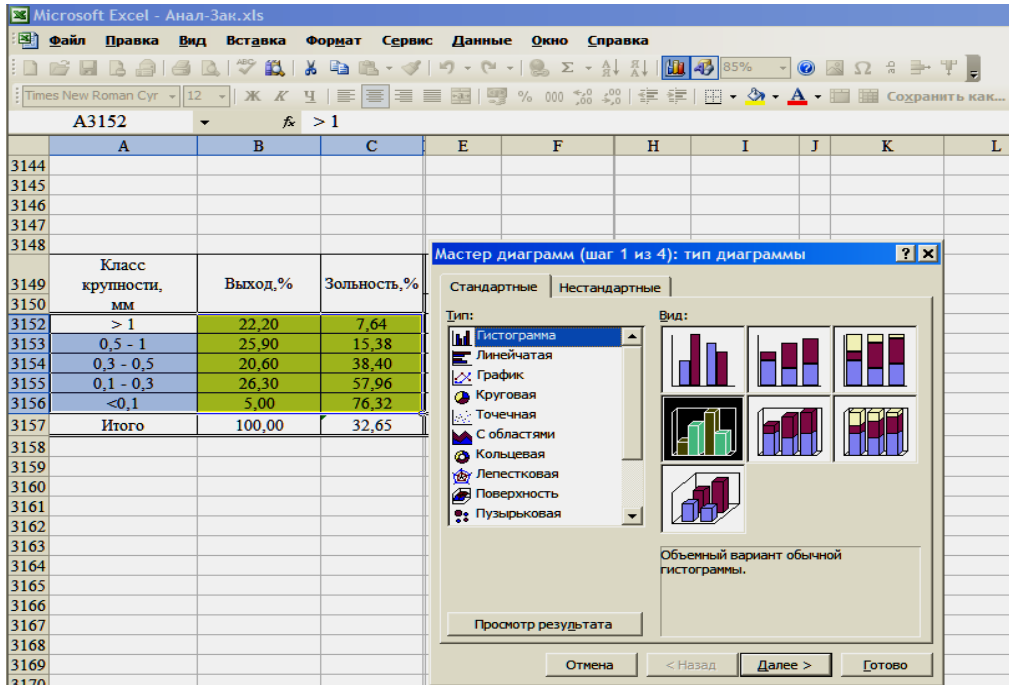 Microsoft Excel - Анал-Зак.xls
Файл Правка Вид Вставка Формат Сервис Данные Окно Справка
85%
Times New Roman Cyr 12 Ж К Ч % 000 Сохранить как...
A3152 fx > 1
A B C E F H I J K L
3144
3145
3146
3147
3148
3149 Класс крупности, Выход,% Зольность,%
3150 мм
3152 > 1 22,20 7,64
3153 0,5 - 1 25,90 15,38
3154 0,3 - 0,5 20,60 38,40
3155 0,1 - 0,3 26,30 57,96
3156 <0,1 5,00 76,32
3157 Итого 100,00 32,65
3158
3159
3160
3161
3162
3163
3164
3165
3166
3167
3168
3169
3170
Мастер диаграмм (шаг 1 из 4): тип диаграммы
Стандартные Нестандартные
Тип: Вид:
Гистограмма
Линейчатая
График
Круговая
Точечная
С областями
Кольцевая
Лепестковая
Поверхность
Пузырьковая
Объемный вариант обычной
гистограммы.
Просмотр результата
Отмена < Назад Далее > Готово